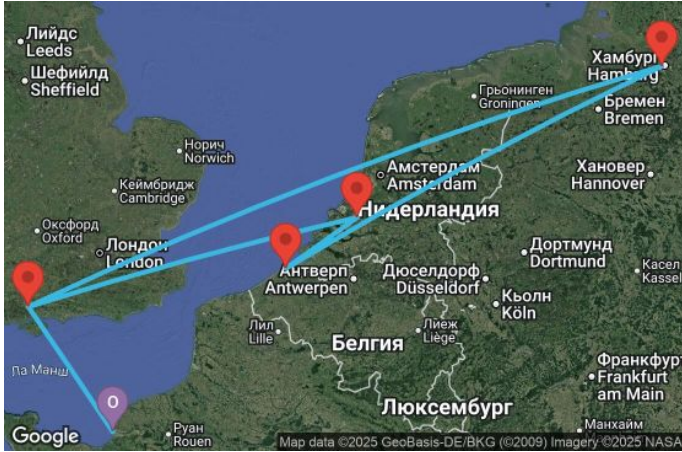 Лийдс
Leeds
Шефийлд
Sheffield
Хамбург
Hamburg
Грьонинген
Groningen
Бремен
Bremen
Норич
Norwich
Амстердам
Amsterdam
Хановер
Hannover
Кеймбридж
Cambridge
Нидерландия
Оксфорд
Oxford
Лондон
London
Дортмунд
Dortmund
Антверп
Antwerpen
Дюселдорф
Düsseldorf
Касел
Kassel
Кьолн
Köln
Лил
Lille
Белгия
Лиеж
Liège
Ла Манш
Франкфурт
Frankfurt
am Main
O
Люксембург
Руан
Rouen
Манхайм
Google
Map data ©2025 GeoBasis-DE/BKG (©2009) Imagery ©2025 NASA